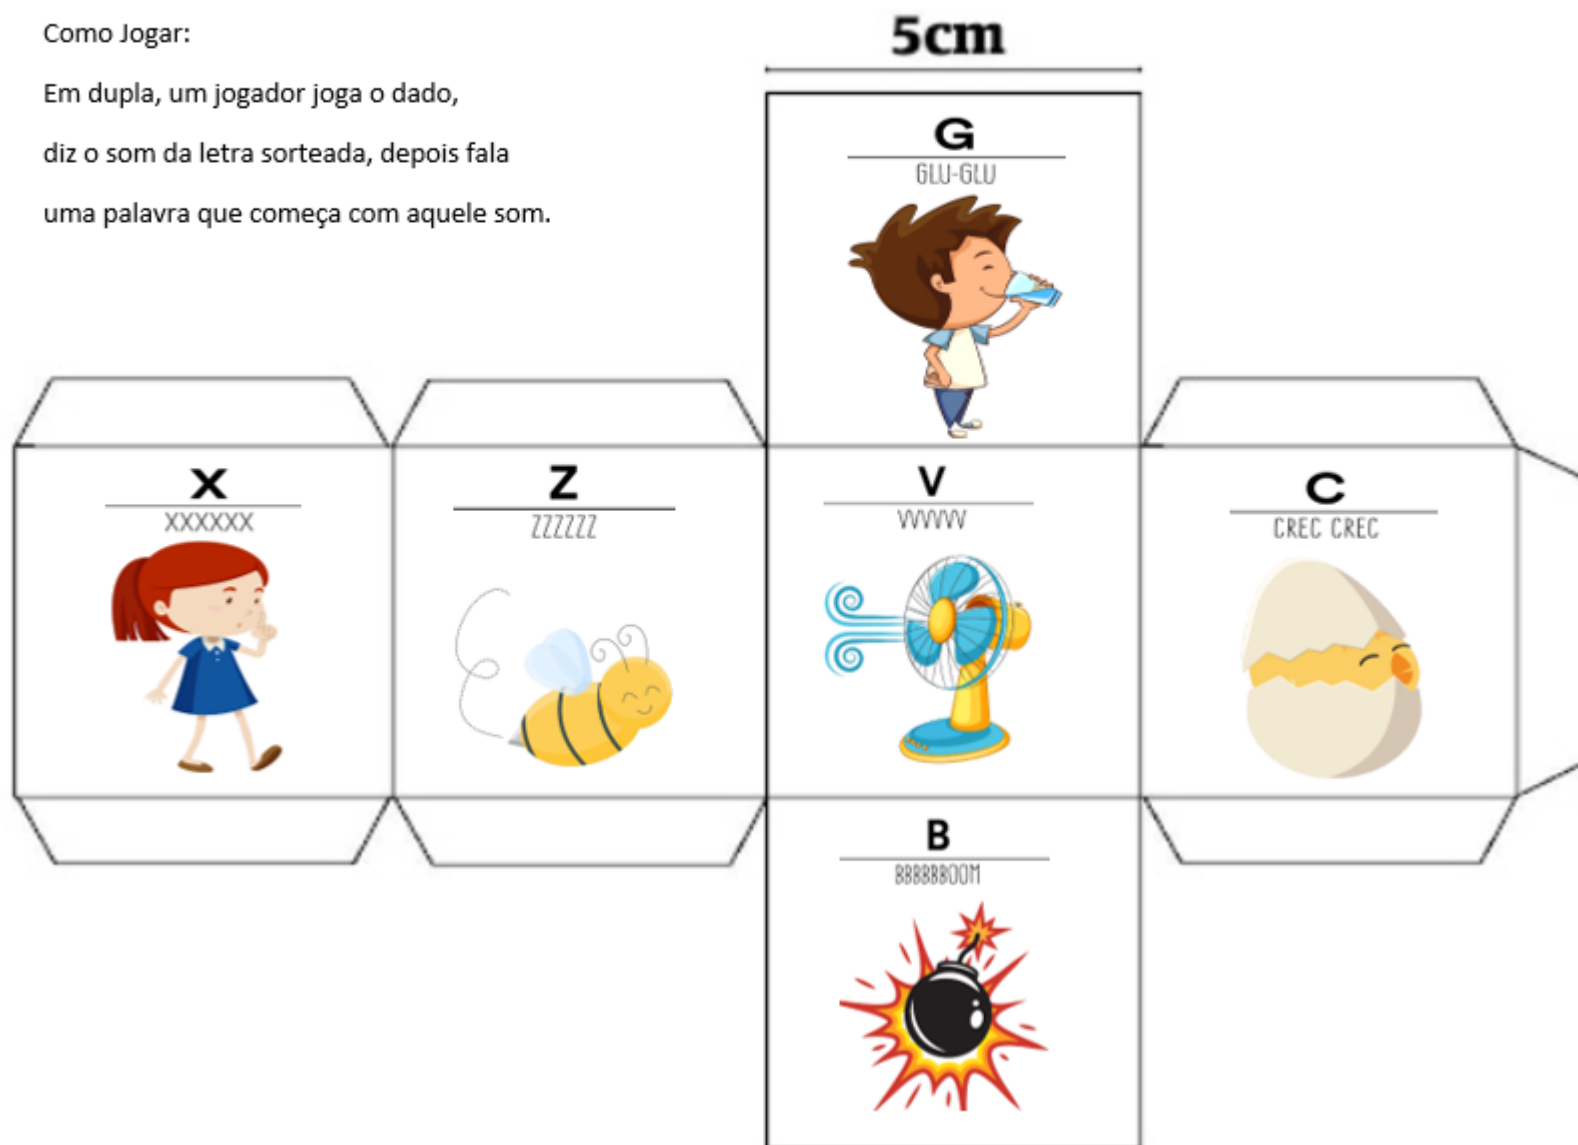 Como Jogar:
Em dupla, um jogador joga o dado,
diz o som da letra sorteada, depois fala
uma palavra que começa com aquele som.
5cm
G
GLU-GLU
X
XXXXXX
Z
ZZZZZZ
V
VVVVVV
C
CREC CREC
B
BBBBBBOOM